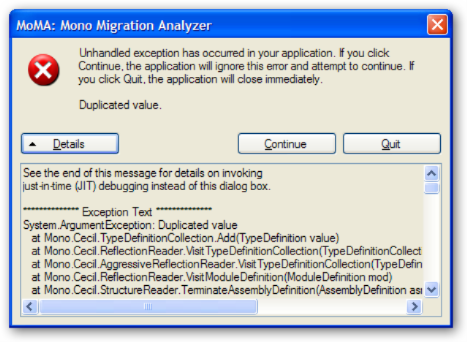 MoMA: Mono Migration Analyzer
Unhandled exception has occurred in your application. If you click
Continue, the application will ignore this error and attempt to continue. If
you click Quit, the application will close immediately.
Duplicated value.
Details
Continue
Quit
See the end of this message for details on invoking
just-in-time (JIT) debugging instead of this dialog box.
************** Exception Text **************
System.ArgumentException: Duplicated value
at Mono.Cecil.TypeDefinitionCollection.Add(TypeDefinition value)
at Mono.Cecil.ReflectionReader.VisitTypeDefinitionCollection(TypeDefinitionCollect
at Mono.Cecil.AggressiveReflectionReader.VisitTypeDefinitionCollection(TypeDefin
at Mono.Cecil.ReflectionReader.VisitModuleDefinition(ModuleDefinition mod)
at Mono.Cecil.StructureReader.TerminateAssemblyDefinition(AssemblyDefinition as